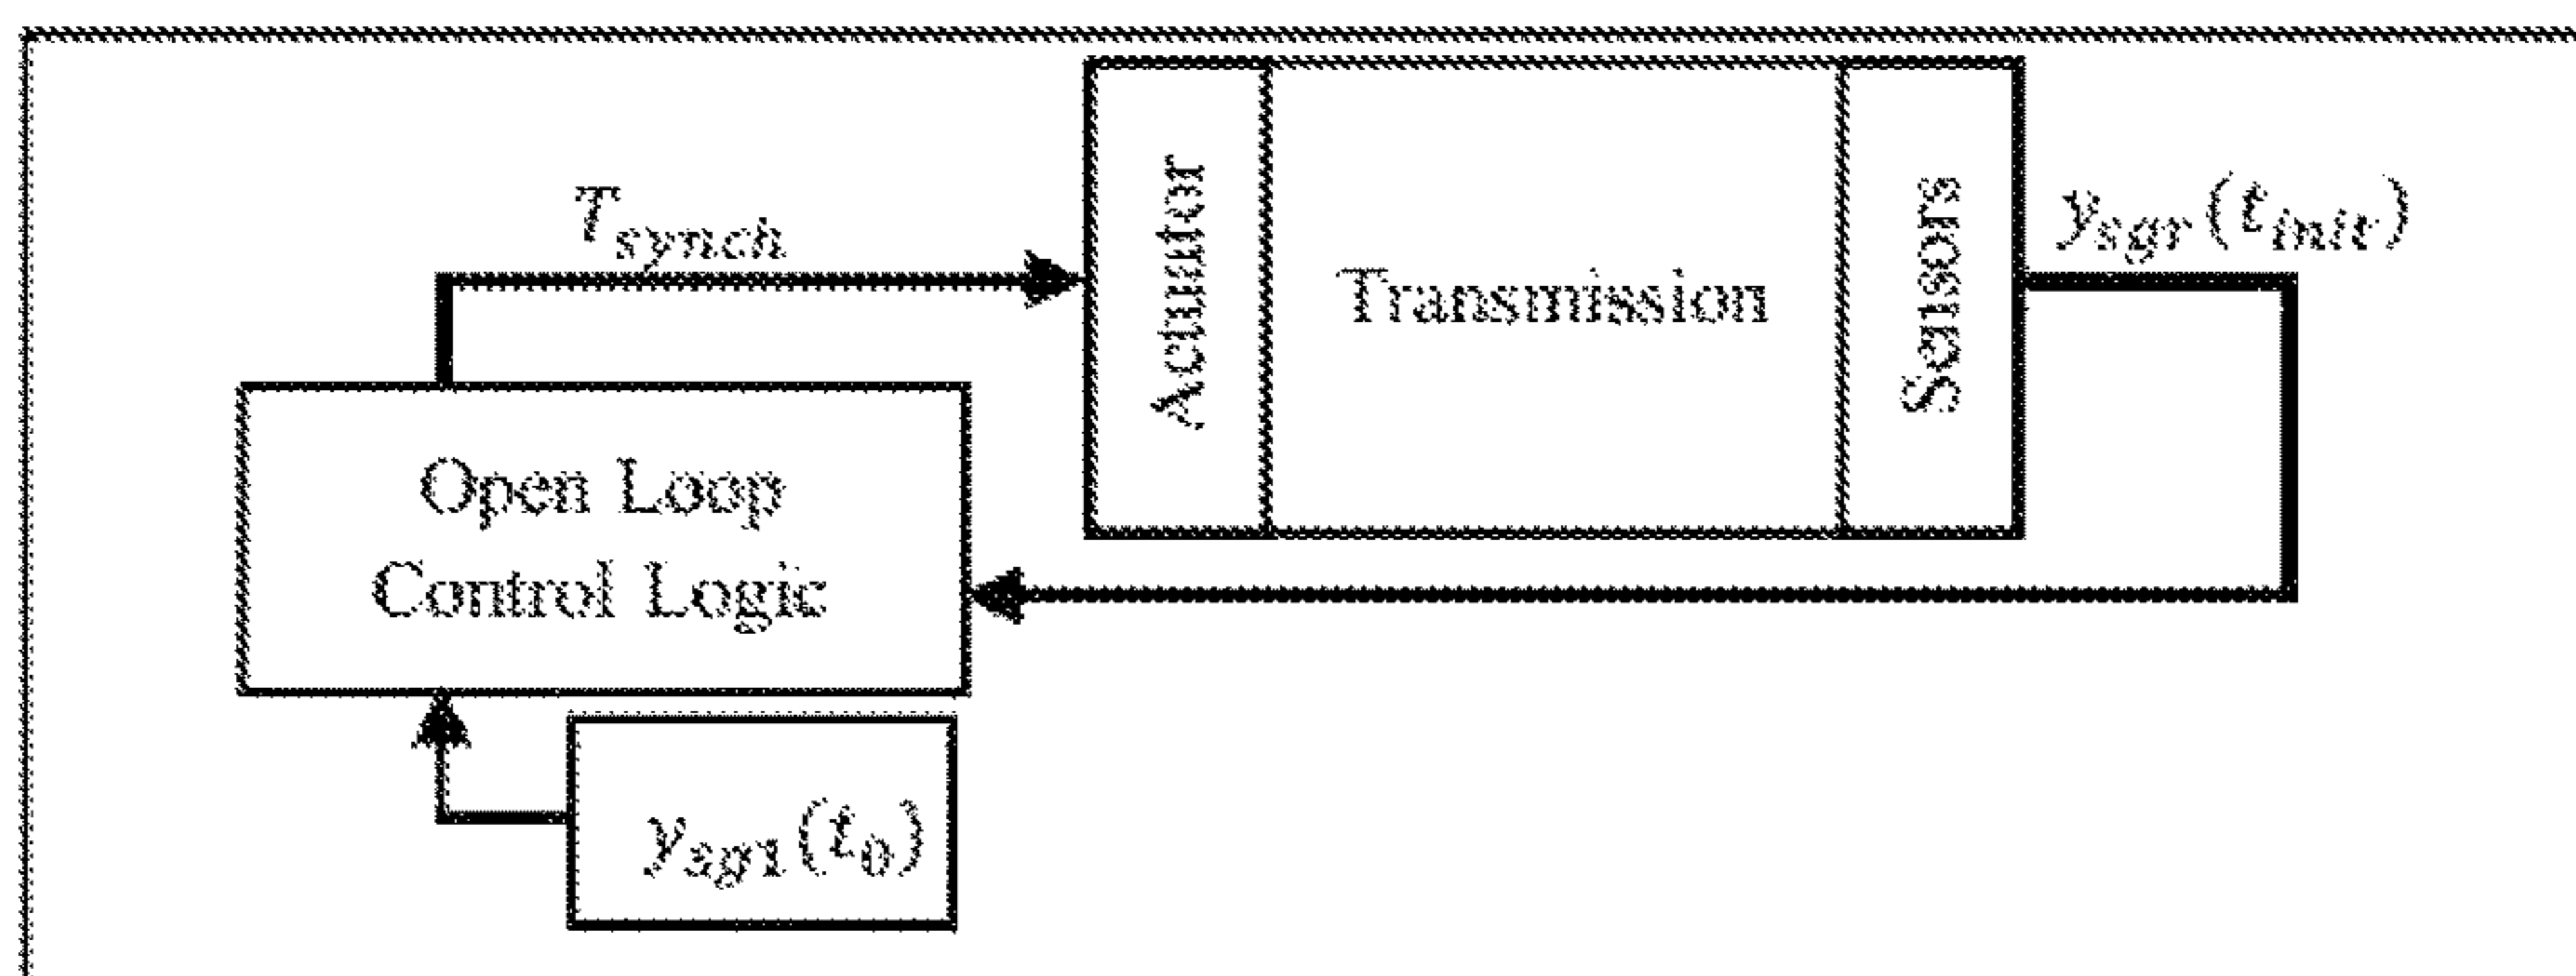 T_synch
Actuator
Transmission
Sensors
y_sgr(t_init)
Open Loop
Control Logic
y_sg1(t_0)